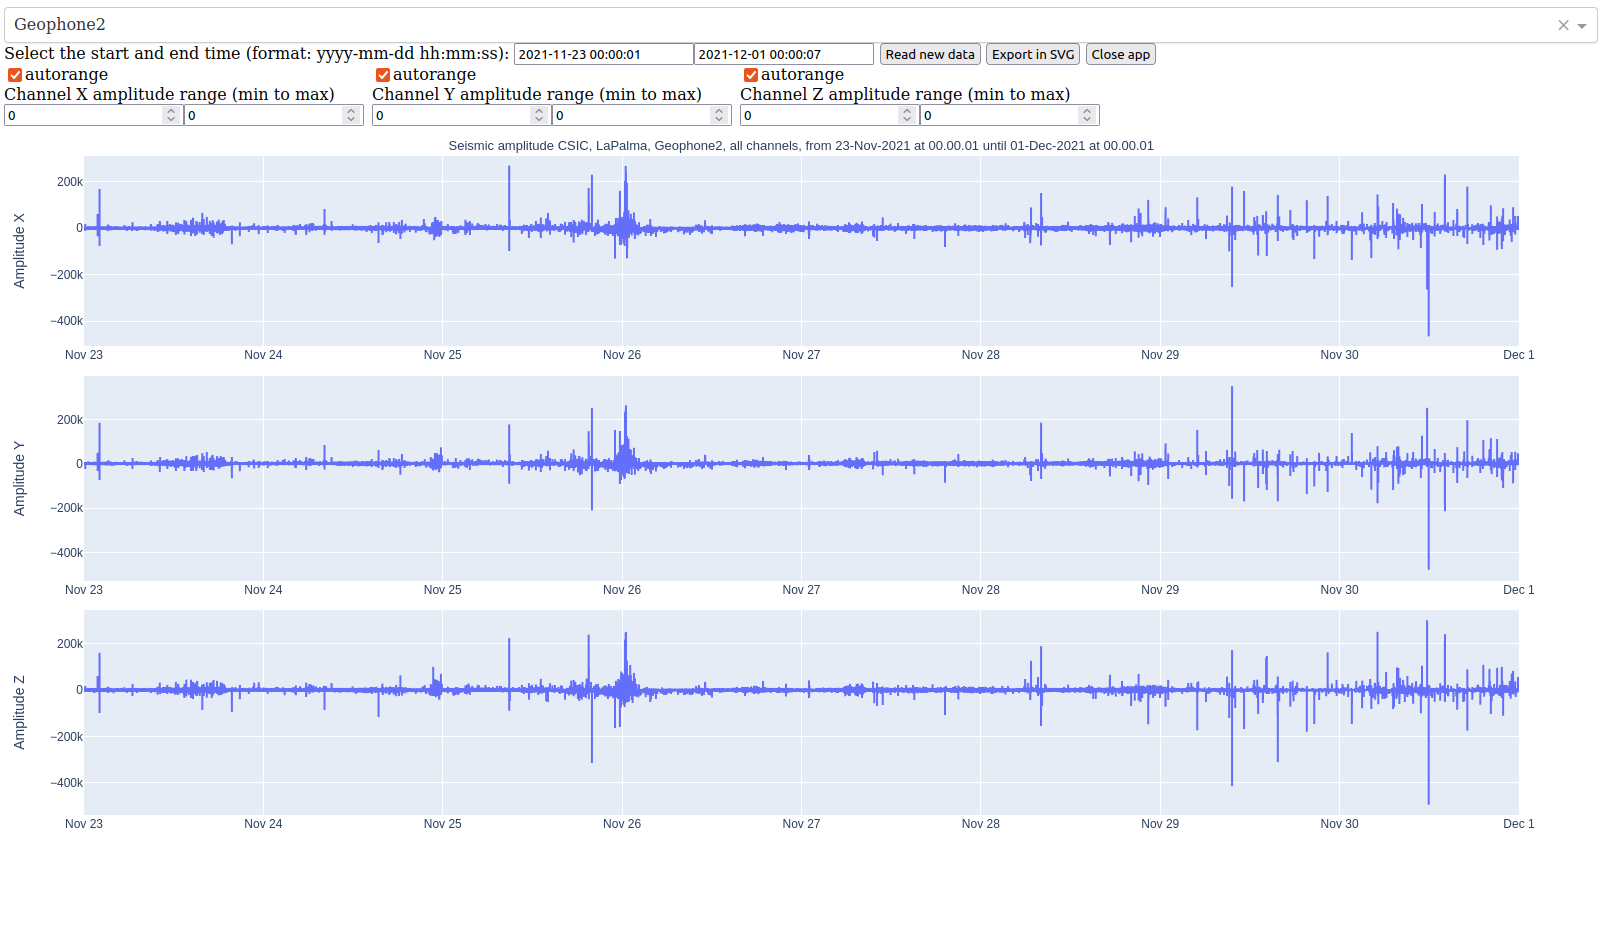 Geophone2
Select the start and end time (format: yyyy-mm-dd hh:mm:ss): 2021-11-23 00:00:01 2021-12-01 00:00:07 Read new data Export in SVG Close app
autorange autorange autorange
Channel X amplitude range (min to max) Channel Y amplitude range (min to max) Channel Z amplitude range (min to max)
0 0 0 0 0 0
Seismic amplitude CSIC, LaPalma, Geophone2, all channels, from 23-Nov-2021 at 00.00.01 until 01-Dec-2021 at 00.00.01
Amplitude X
200k
0
−200k
−400k
Nov 23 Nov 24 Nov 25 Nov 26 Nov 27 Nov 28 Nov 29 Nov 30 Dec 1
Amplitude Y
200k
0
−200k
−400k
Nov 23 Nov 24 Nov 25 Nov 26 Nov 27 Nov 28 Nov 29 Nov 30 Dec 1
Amplitude Z
200k
0
−200k
−400k
Nov 23 Nov 24 Nov 25 Nov 26 Nov 27 Nov 28 Nov 29 Nov 30 Dec 1